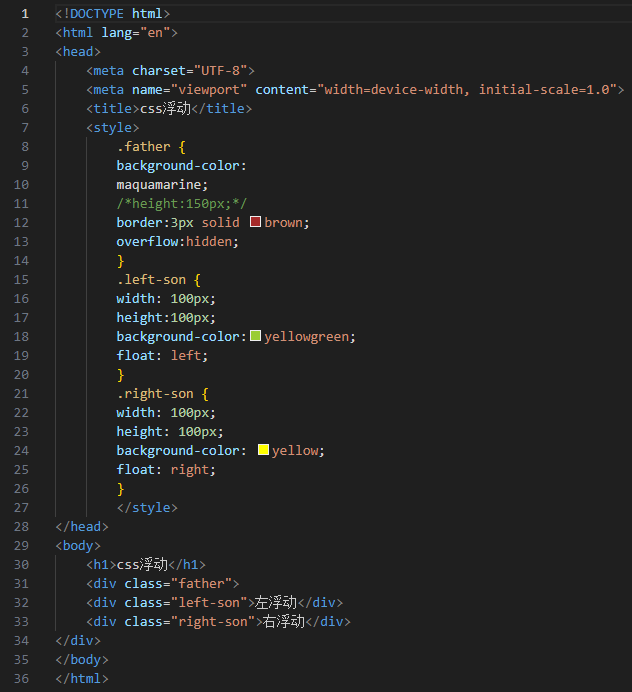 1 <!DOCTYPE html>
2 <html lang="en">
3 <head>
4     <meta charset="UTF-8">
5     <meta name="viewport" content="width=device-width, initial-scale=1.0">
6     <title>css浮动</title>
7     <style>
8         .father {
9         background-color:
10         maquamarine;
11         /*height:150px;*/
12         border:3px solid brown;
13         overflow:hidden;
14         }
15         .left-son {
16         width: 100px;
17         height:100px;
18         background-color:yellowgreen;
19         float: left;
20         }
21         .right-son {
22         width: 100px;
23         height: 100px;
24         background-color: yellow;
25         float: right;
26         }
27         </style>
28 </head>
29 <body>
30     <h1>css浮动</h1>
31     <div class="father">
32     <div class="left-son">左浮动</div>
33     <div class="right-son">右浮动</div>
34 </div>
35 </body>
36 </html>